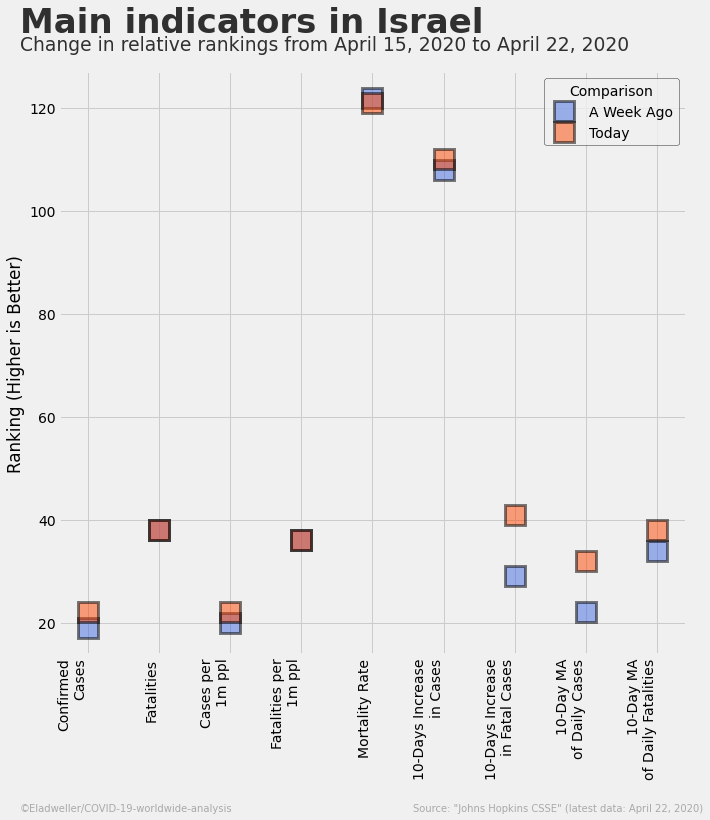 Main indicators in Israel
Change in relative rankings from April 15, 2020 to April 22, 2020
Comparison
A Week Ago
Today
Ranking (Higher is Better)
120
100
80
60
40
20
Confirmed
Cases
Fatalities
Cases per
1m ppl
Fatalities per
1m ppl
Mortality Rate
10-Days Increase
in Cases
10-Days Increase
in Fatal Cases
10-Day MA
of Daily Cases
10-Day MA
of Daily Fatalities
©Eladweller/COVID-19-worldwide-analysis
Source: "Johns Hopkins CSSE" (latest data: April 22, 2020)